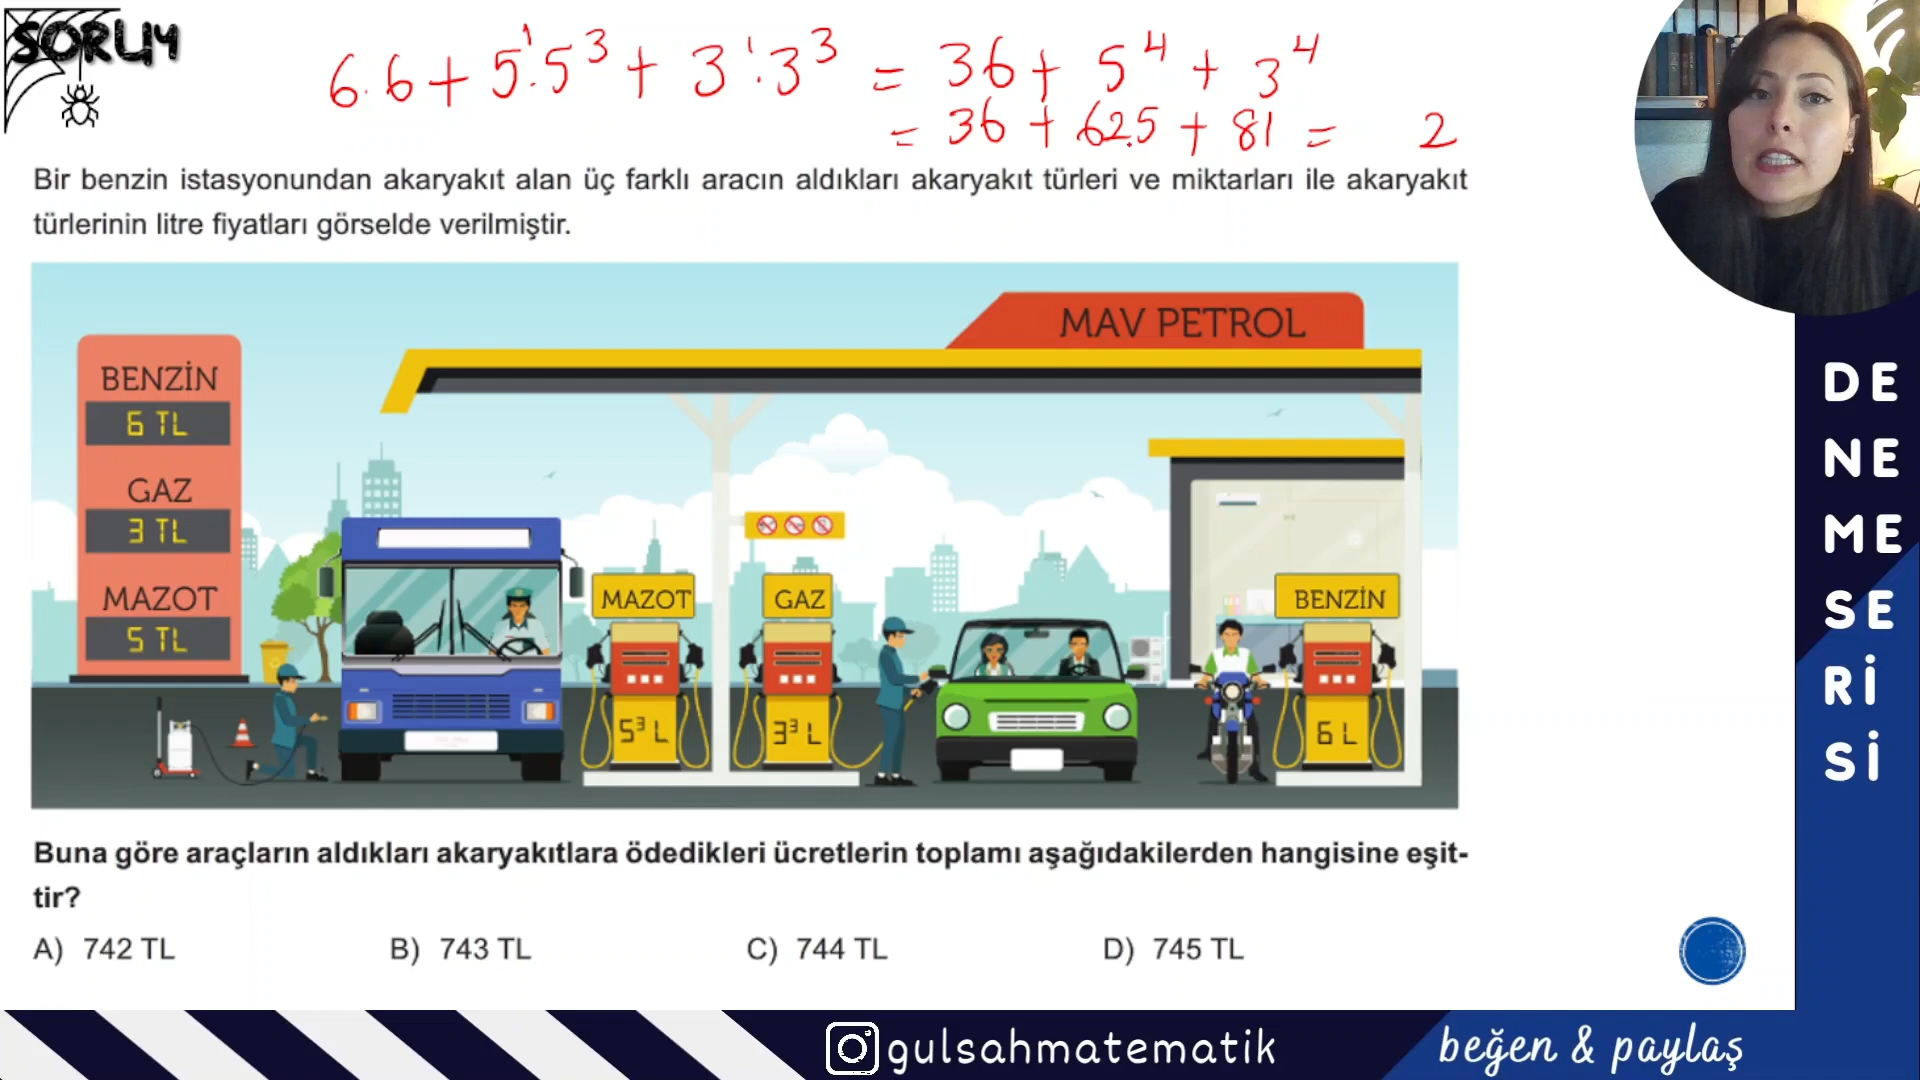 SORU4
6.6 + 5¹.5³ + 3¹.3³ = 36 + 5⁴ + 3⁴
= 36 + 625 + 81 = 2
Bir benzin istasyonundan akaryakıt alan üç farklı aracın aldıkları akaryakıt türleri ve miktarları ile akaryakıt
türlerinin litre fiyatları görselde verilmiştir.
MAV PETROL
BENZİN
6 TL
GAZ
3 TL
MAZOT
5 TL
MAZOT
GAZ
BENZİN
5³ L
3³ L
6 L
Buna göre araçların aldıkları akaryakıtlara ödedikleri ücretlerin toplamı aşağıdakilerden hangisine eşit-
tir?
A) 742 TL B) 743 TL C) 744 TL D) 745 TL
DE
NE
ME
SE
Rİ
Sİ
gulsahmatematik
beğen & paylaş